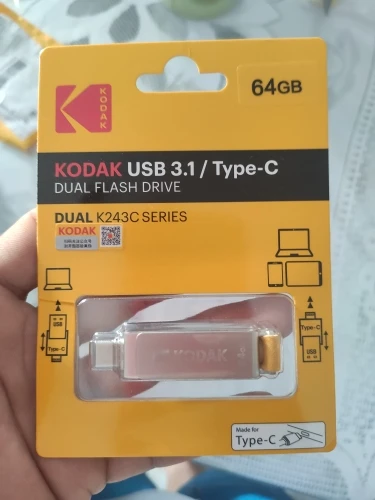 KODAK
64GB
KODAK USB 3.1 / Type-C
DUAL FLASH DRIVE
DUAL K243C SERIES
KODAK
USB
Type-C
Type-C
USB
KODAK
Made for
Type-C